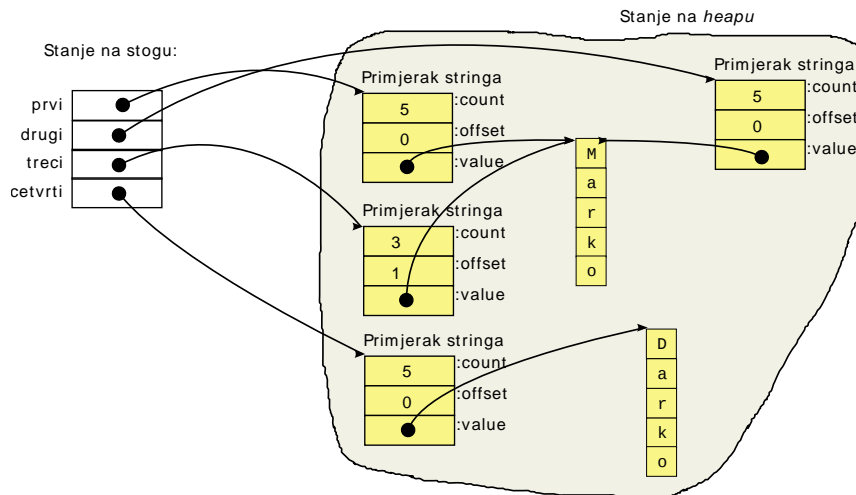 Stanje na heapu
Stanje na stogu:
prvi
drugi
treci
cetvrti
Primjerak stringa
5 :count
0 :offset
:value
Primjerak stringa
3 :count
1 :offset
:value
Primjerak stringa
5 :count
0 :offset
:value
M
a
r
k
o
D
a
r
k
o
Primjerak stringa
5 :count
0 :offset
:value